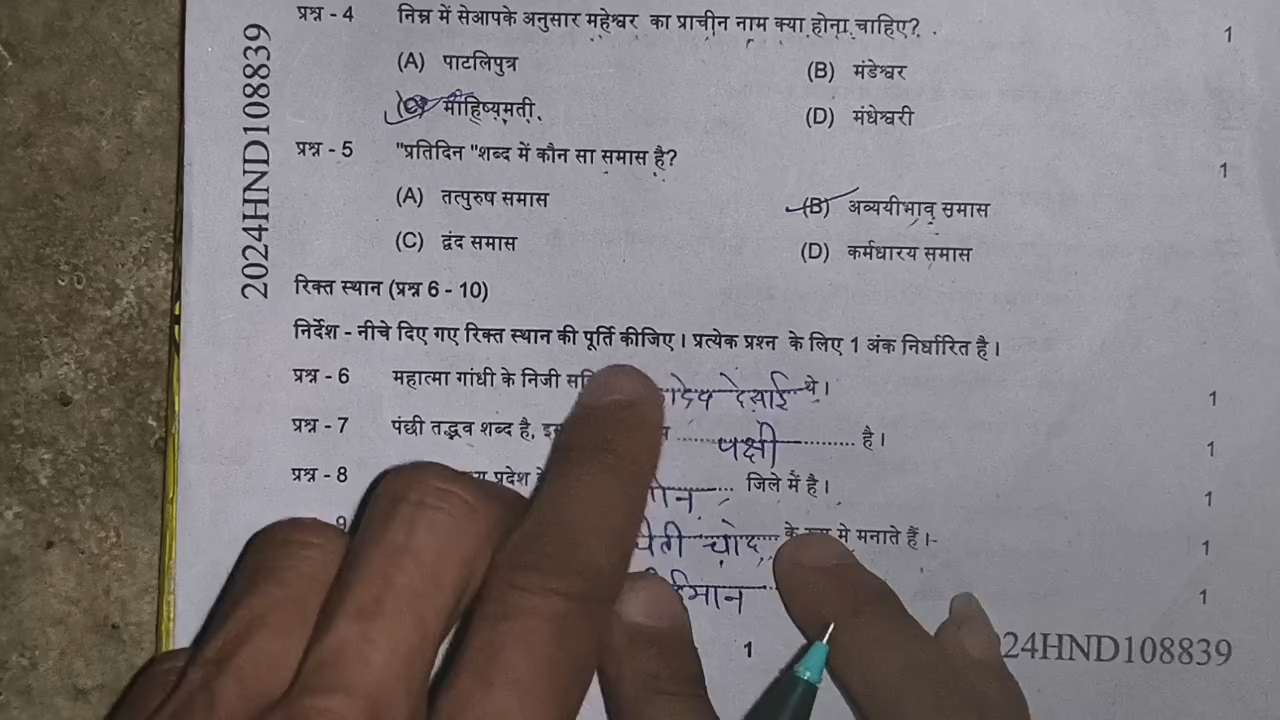 2024HND108839
प्रश्न - 4 निम्न में सेआपके अनुसार महेश्वर का प्राचीन नाम क्या होना चाहिए? 1
(A) पाटलिपुत्र (B) मंडेश्वर
माहिष्यमती. (D) मंधेश्वरी
प्रश्न - 5 "प्रतिदिन "शब्द में कौन सा समास है? 1
(A) तत्पुरुष समास (B) अव्ययीभाव समास
(C) द्वंद समास (D) कर्मधारय समास
रिक्त स्थान (प्रश्न 6 - 10)
निर्देश - नीचे दिए गए रिक्त स्थान की पूर्ति कीजिए। प्रत्येक प्रश्न के लिए 1 अंक निर्धारित है।
प्रश्न - 6 महात्मा गांधी के निजी देसाई थे। 1
प्रश्न - 7 पंछी तद्भव शब्द है, पक्षी है। 1
प्रश्न - 8 प्रदेश जिले में है। 1
9 के में मनाते हैं।- 1
1
1
24HND108839